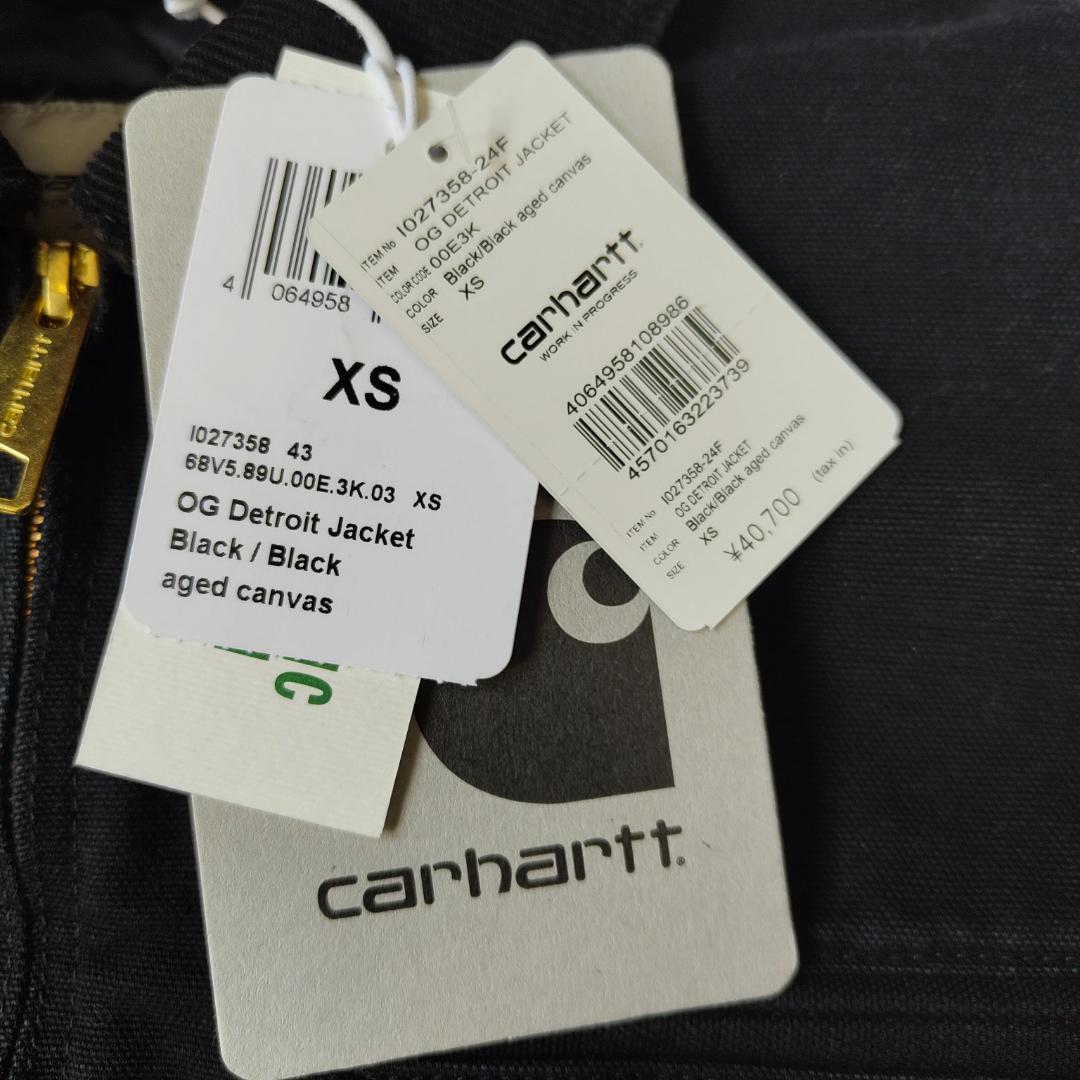 4 064958
XS
I027358 43
68V5.89U.00E.3K.03 XS
OG Detroit Jacket
Black / Black
aged canvas
ITEM No I027358-24F
ITEM OG DETROIT JACKET
COLOR CODE 00E3K
COLOR Black/Black aged canvas
SIZE XS
carhartt
WORK IN PROGRESS
4064958108986
4570163223739
ITEM No I027358-24F
ITEM OG DETROIT JACKET
COLOR Black/Black aged canvas
SIZE XS
¥40,700 (tax in)
carhartt
carhartt